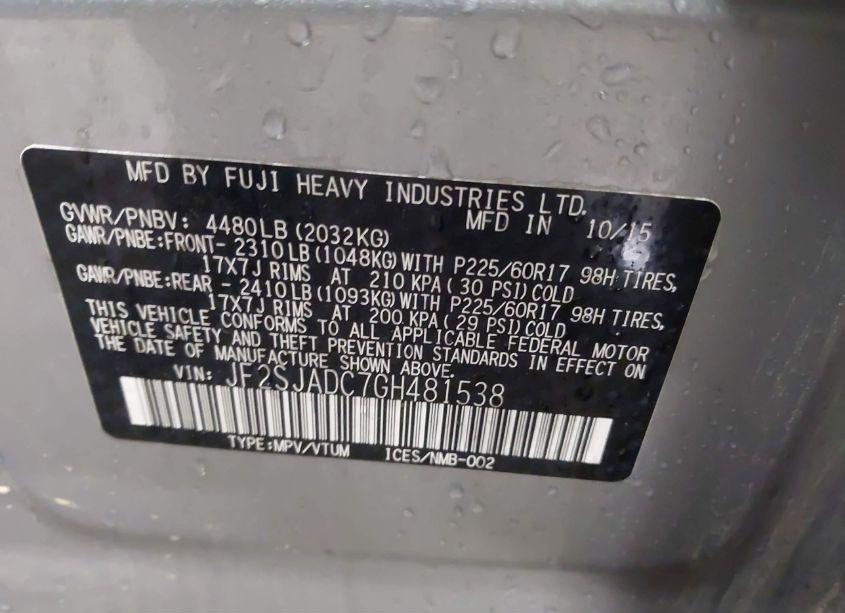 MFD BY FUJI HEAVY INDUSTRIES LTD.
MFD IN 10/15
GVWR/PNBV: 4480LB(2032KG)
GAWR/PNBE:FRONT- 2310LB(1048KG)WITH P225/60R17 98H TIRES,
17X7J RIMS AT 210 KPA( 30 PSI)COLD
GAWR/PNBE:REAR - 2410LB(1093KG)WITH P225/60R17 98H TIRES,
17X7J RIMS AT 200 KPA( 29 PSI)COLD
THIS VEHICLE CONFORMS TO ALL APPLICABLE FEDERAL MOTOR
VEHICLE SAFETY AND THEFT PREVENTION STANDARDS IN EFFECT ON
THE DATE OF MANUFACTURE SHOWN ABOVE.
VIN: JF2SJADC7GH481538
TYPE:MPV/VTUM ICES/NMB-002